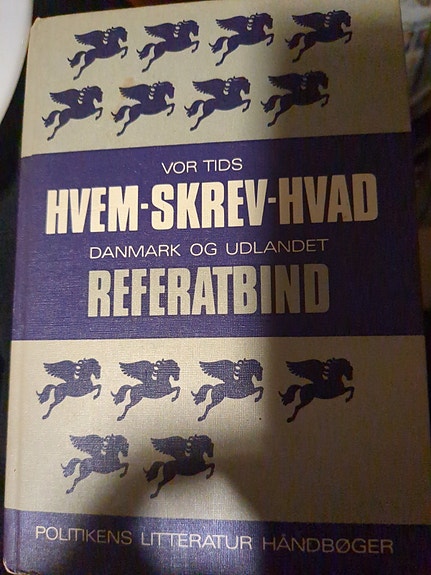 VOR TIDS
HVEM-SKREV-HVAD
DANMARK OG UDLANDET
REFERATBIND
POLITIKENS LITTERATUR HÅNDBØGER